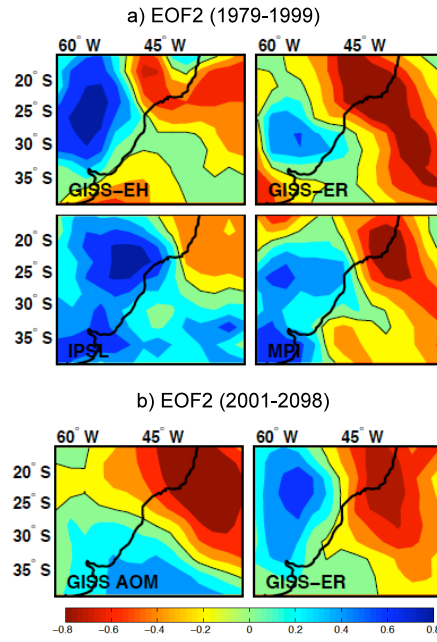 a) EOF2 (1979-1999)
60° W 45° W 60° W 45° W
20° S
25° S
30° S
35° S
GISS-EH GISS-ER
20° S
25° S
30° S
35° S
IPSL MPI
b) EOF2 (2001-2098)
60° W 45° W 60° W 45° W
20° S
25° S
30° S
35° S
GISS AOM GISS-ER
-0.8 -0.6 -0.4 -0.2 0 0.2 0.4 0.6 0.8